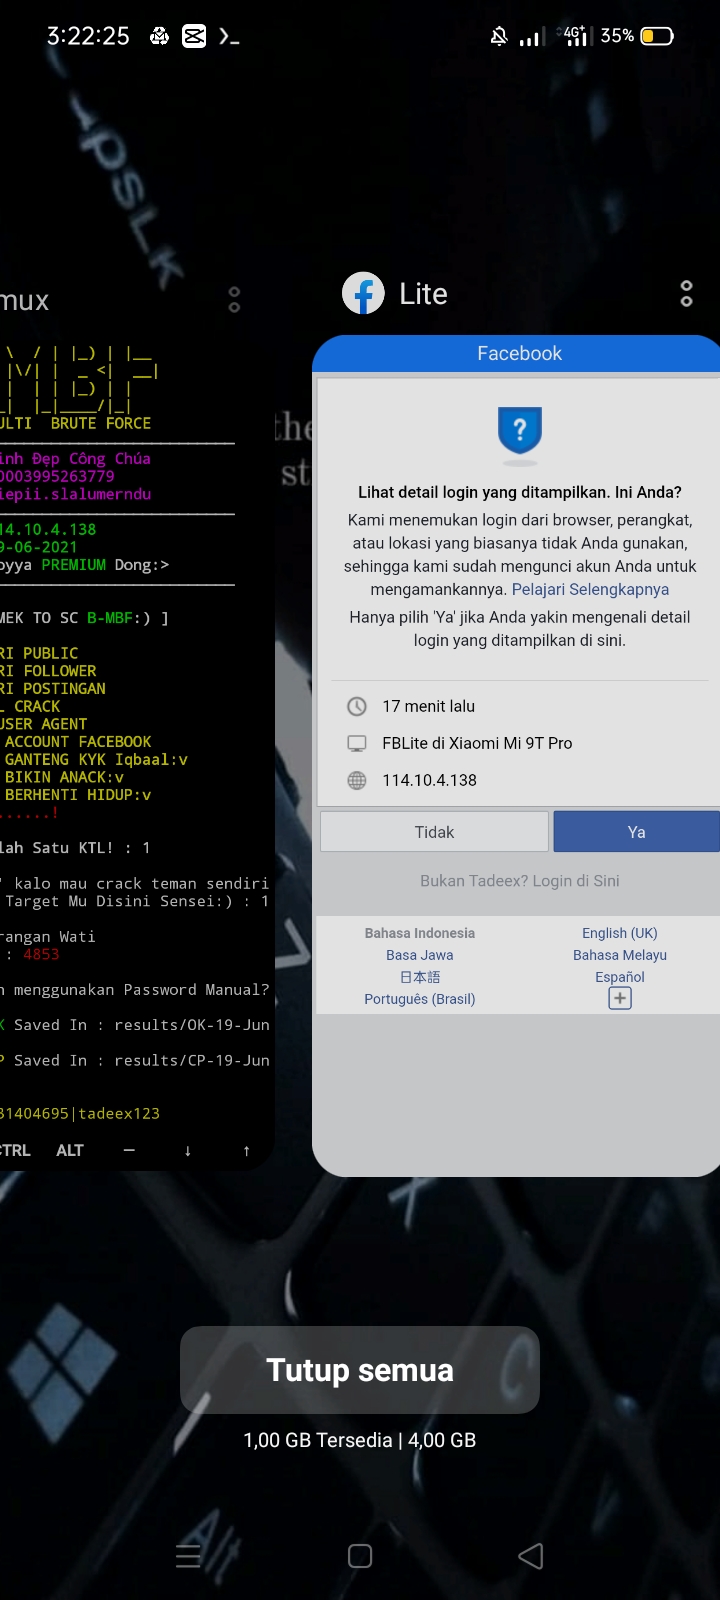 3:22:25
4G+
35%
mux
ULTI BRUTE FORCE
inh Đẹp Công Chúa
0003995263779
iepii.slalumerndu
14.10.4.138
9-06-2021
oyya PREMIUM Dong:>
MEK TO SC B-MBF:) ]
RI PUBLIC
RI FOLLOWER
RI POSTINGAN
L CRACK
USER AGENT
ACCOUNT FACEBOOK
GANTENG KYK Iqbaal:v
BIKIN ANACK:v
BERHENTI HIDUP:v
......!
lah Satu KTL! : 1
' kalo mau crack teman sendiri
Target Mu Disini Sensei:) : 1
rangan Wati
: 4853
n menggunakan Password Manual?
K Saved In : results/OK-19-Jun
P Saved In : results/CP-19-Jun
31404695|tadeex123
CTRL ALT — ↓ ↑
the
st
Lite
Facebook
Lihat detail login yang ditampilkan. Ini Anda?
Kami menemukan login dari browser, perangkat,
atau lokasi yang biasanya tidak Anda gunakan,
sehingga kami sudah mengunci akun Anda untuk
mengamankannya. Pelajari Selengkapnya
Hanya pilih 'Ya' jika Anda yakin mengenali detail
login yang ditampilkan di sini.
17 menit lalu
FBLite di Xiaomi Mi 9T Pro
114.10.4.138
Tidak
Ya
Bukan Tadeex? Login di Sini
Bahasa Indonesia
English (UK)
Basa Jawa
Bahasa Melayu
日本語
Español
Português (Brasil)
Tutup semua
1,00 GB Tersedia | 4,00 GB
Alt